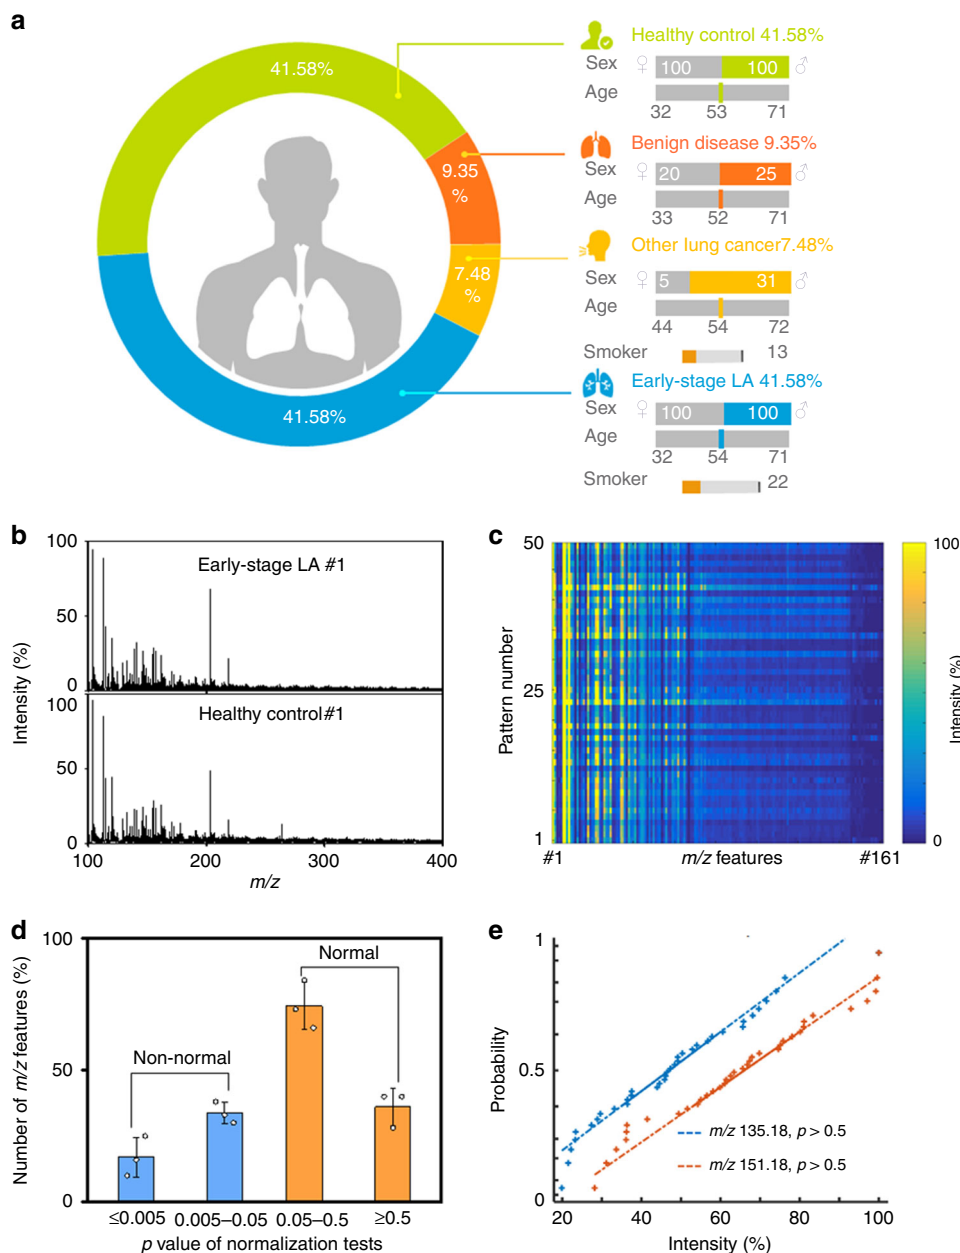 a
41.58%
9.35
%
7.48
%
41.58%
Healthy control 41.58%
Sex ♀ 100 100 ♂
Age
32 53 71
Benign disease 9.35%
Sex ♀ 20 25 ♂
Age
33 52 71
Other lung cancer7.48%
Sex ♀ 5 31 ♂
Age
44 54 72
Smoker 13
Early-stage LA 41.58%
Sex ♀ 100 100 ♂
Age
32 54 71
Smoker 22
b
Intensity (%)
100
50
0
Early-stage LA #1
100
50
0
Healthy control#1
100 200 300 400
m/z
c
Pattern number
50
25
1
#1 m/z features #161
100
0
Intensity (%)
d
Number of m/z features (%)
100
50
0
Non-normal
Normal
≤0.005 0.005–0.05 0.05–0.5 ≥0.5
p value of normalization tests
e
Probability
1
0.5
0
m/z 135.18, p > 0.5
m/z 151.18, p > 0.5
20 40 60 80 100
Intensity (%)